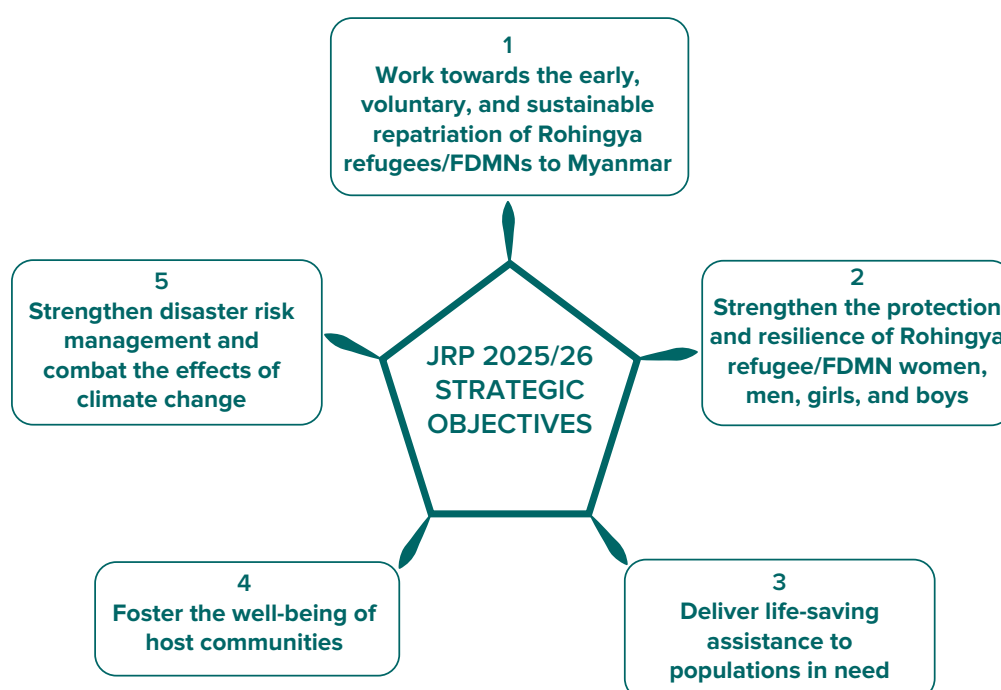 1
Work towards the early,
voluntary, and sustainable
repatriation of Rohingya
refugees/FDMNs to Myanmar
5
Strengthen disaster risk
management and
combat the effects of
climate change
JRP 2025/26
STRATEGIC
OBJECTIVES
2
Strengthen the protection
and resilience of Rohingya
refugee/FDMN women,
men, girls, and boys
4
Foster the well-being of
host communities
3
Deliver life-saving
assistance to
populations in need